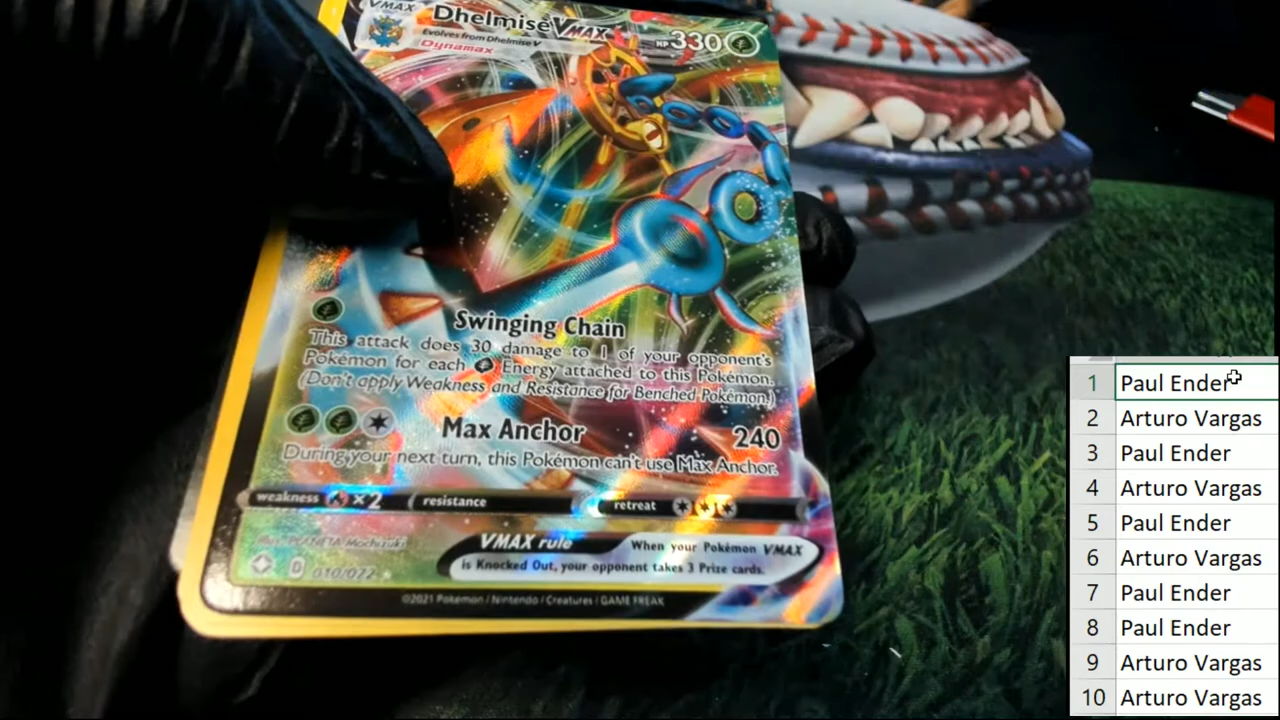 VMAX
Dhelmise VMAX
Evolves from Dhelmise V
Dynamax
HP 330
Swinging Chain
This attack does 30 damage to 1 of your opponent's
Pokémon for each Energy attached to this Pokémon.
(Don't apply Weakness and Resistance for Benched Pokémon.)
Max Anchor 240
During your next turn, this Pokémon can't use Max Anchor.
weakness ×2 resistance retreat
Illus. PLANETA Mochizuki
VMAX rule When your Pokémon VMAX
is Knocked Out, your opponent takes 3 Prize cards.
D 010/072
©2021 Pokémon / Nintendo / Creatures / GAME FREAK
1 Paul Ender
2 Arturo Vargas
3 Paul Ender
4 Arturo Vargas
5 Paul Ender
6 Arturo Vargas
7 Paul Ender
8 Paul Ender
9 Arturo Vargas
10 Arturo Vargas